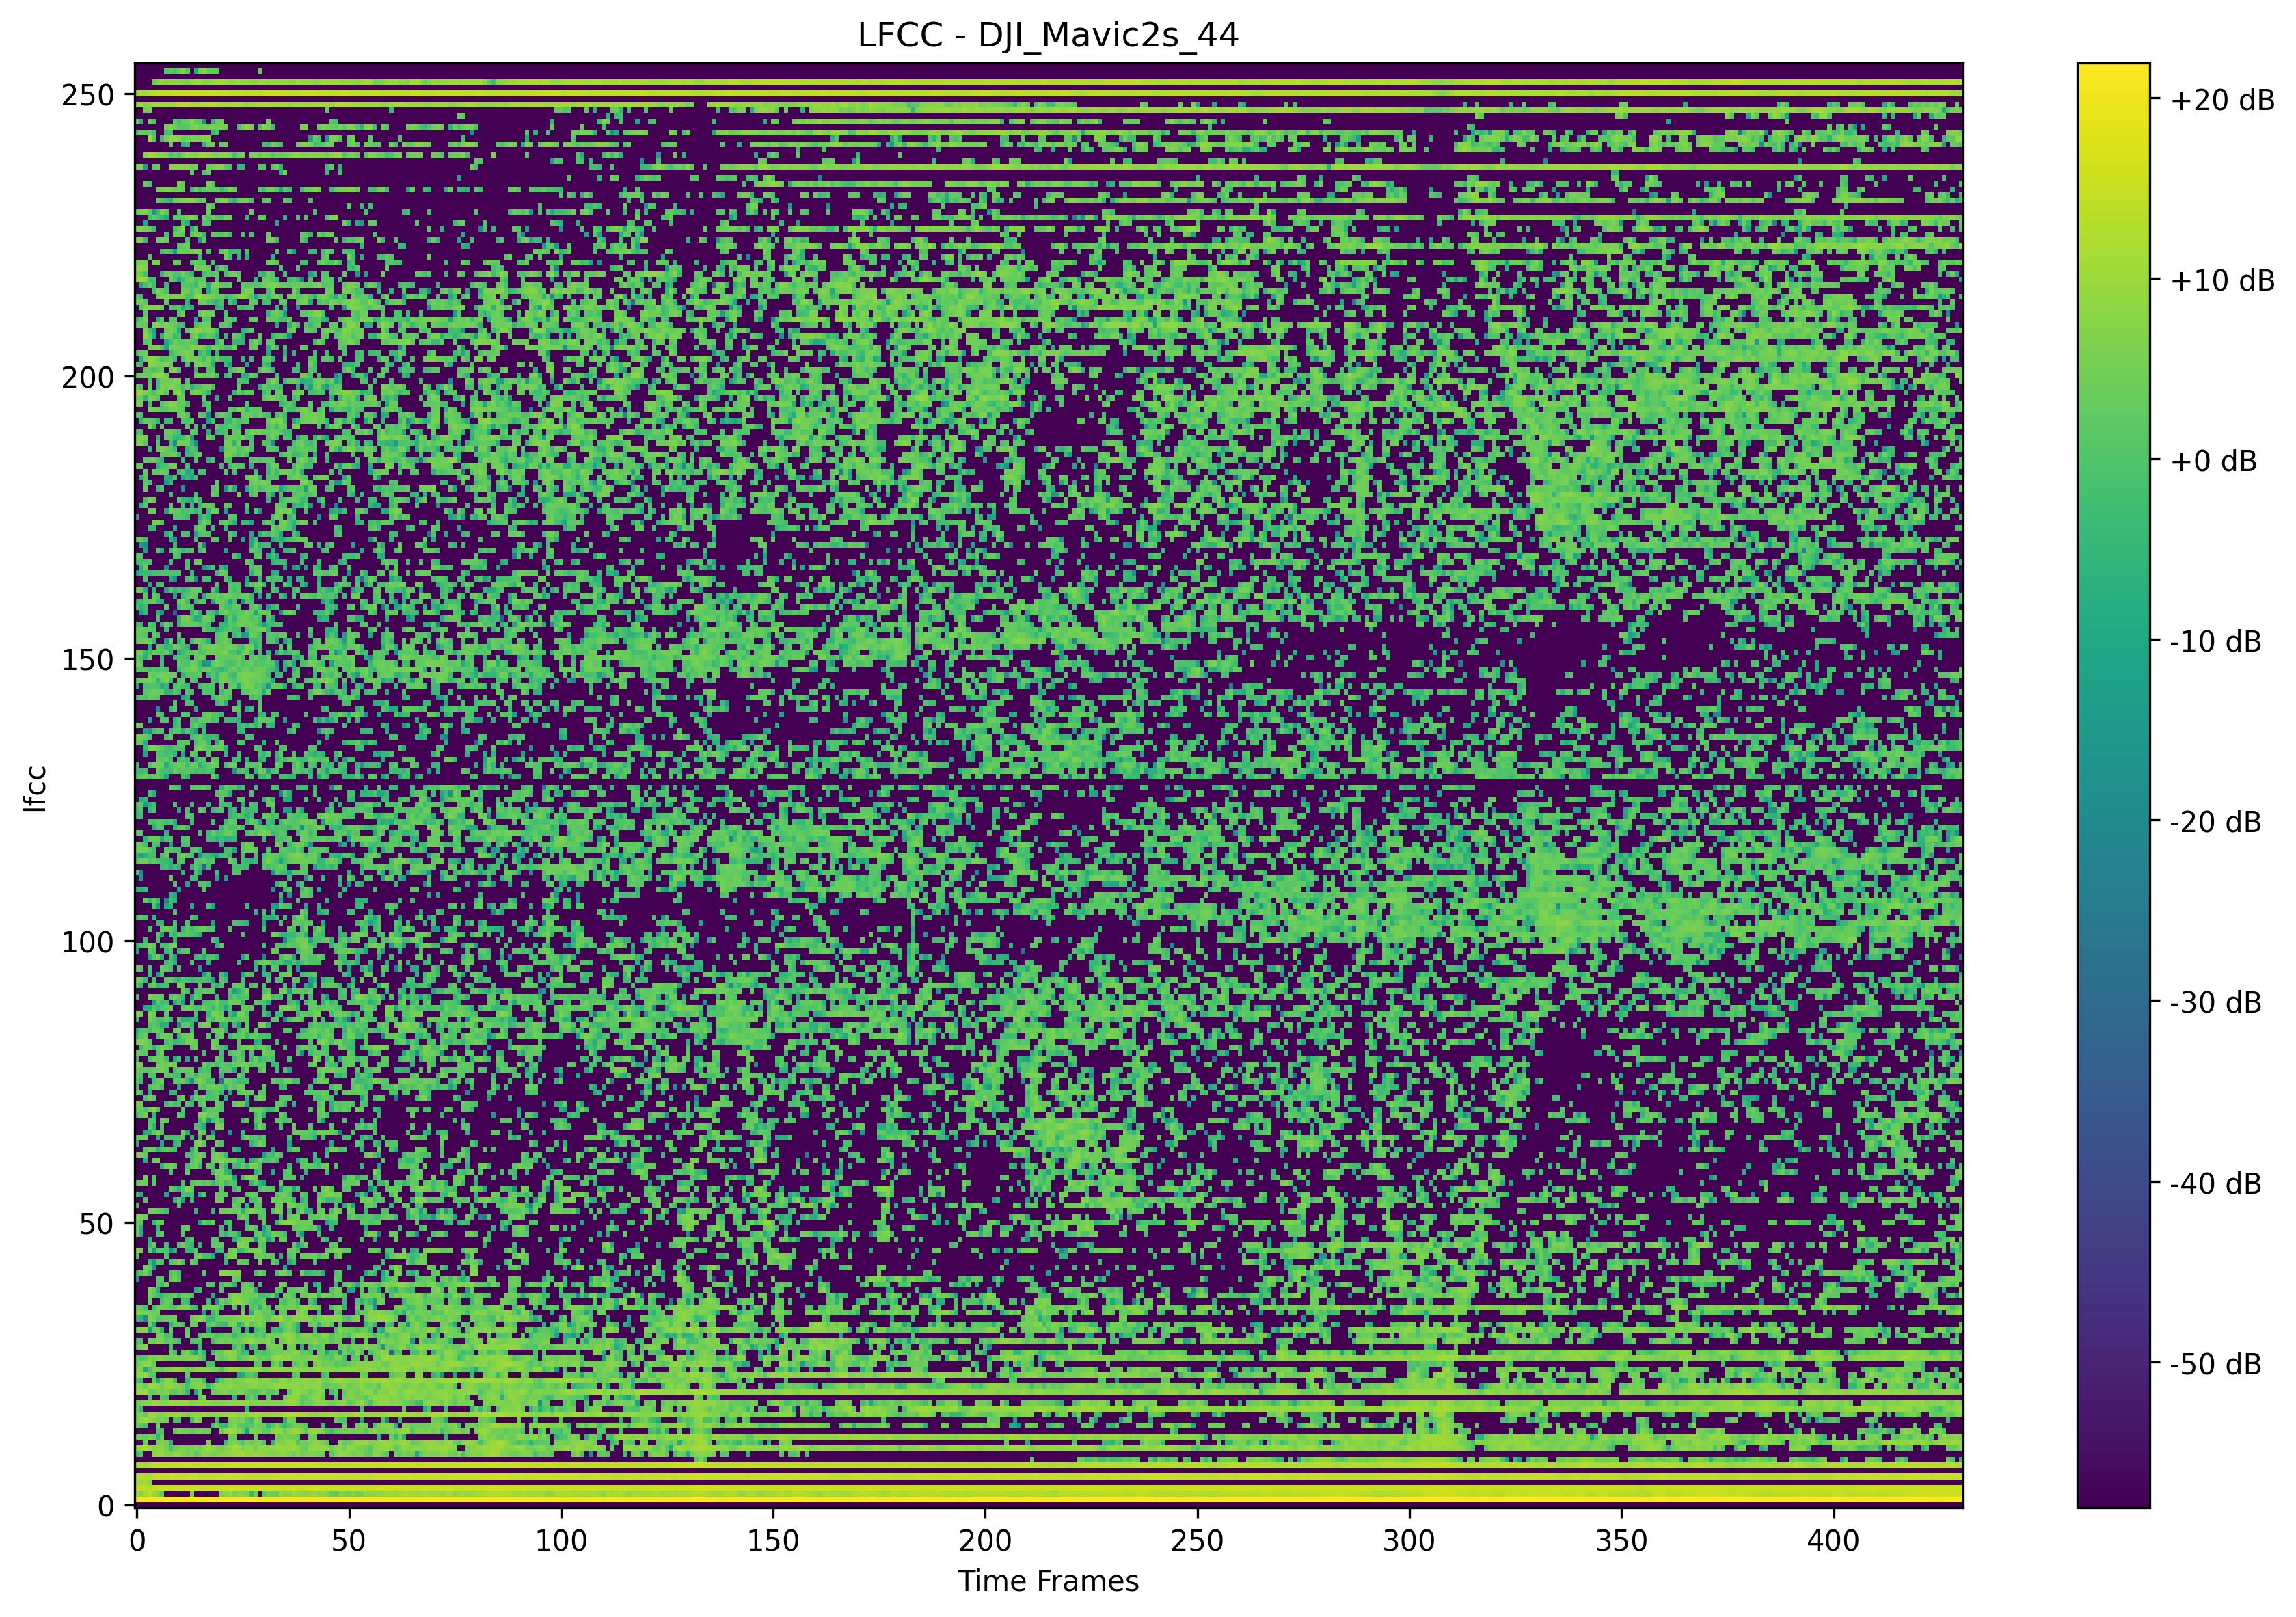 LFCC - DJI_Mavic2s_44
250
200
150
100
50
0
lfcc
0 50 100 150 200 250 300 350 400
Time Frames
+20 dB
+10 dB
+0 dB
-10 dB
-20 dB
-30 dB
-40 dB
-50 dB